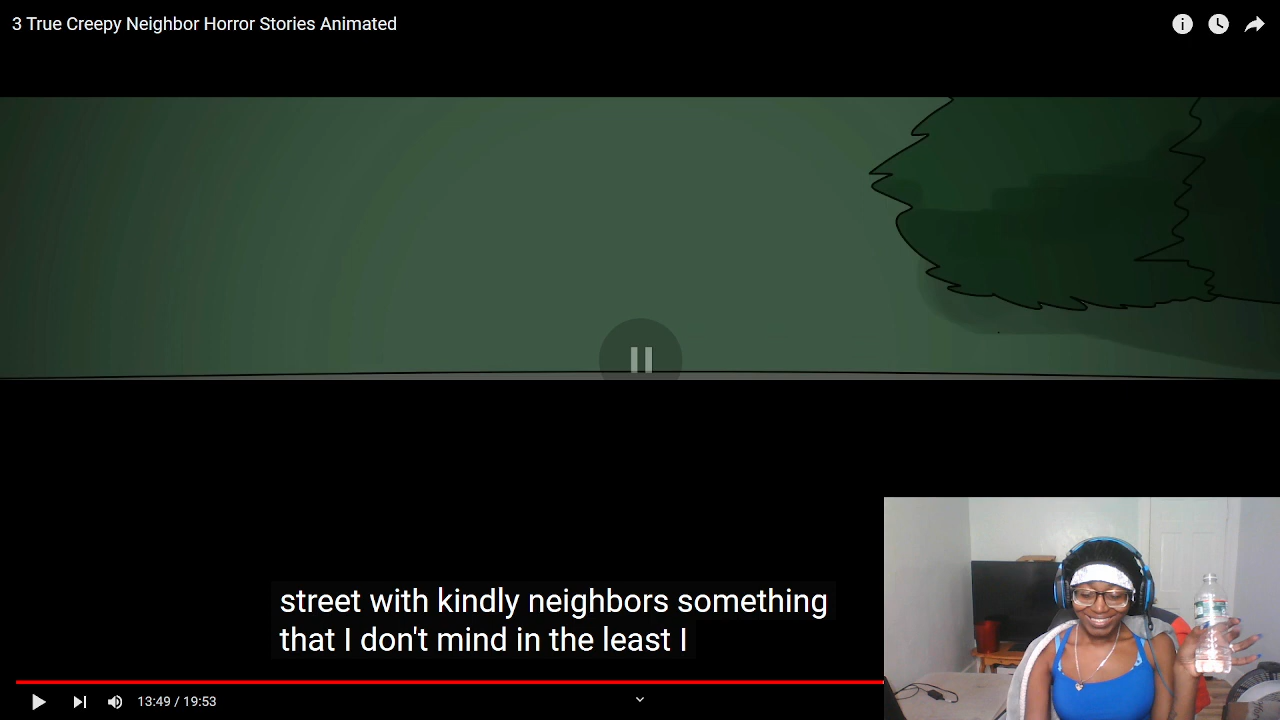 3 True Creepy Neighbor Horror Stories Animated
street with kindly neighbors something
that I don't mind in the least I
13:49 / 19:53